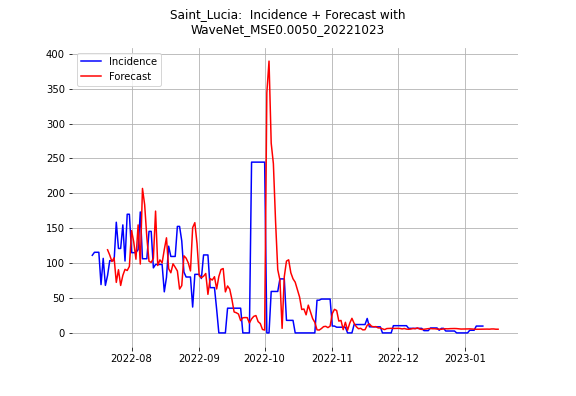 Saint_Lucia:  Incidence + Forecast with
WaveNet_MSE0.0050_20221023
Incidence
Forecast
400
350
300
250
200
150
100
50
0
2022-08 2022-09 2022-10 2022-11 2022-12 2023-01